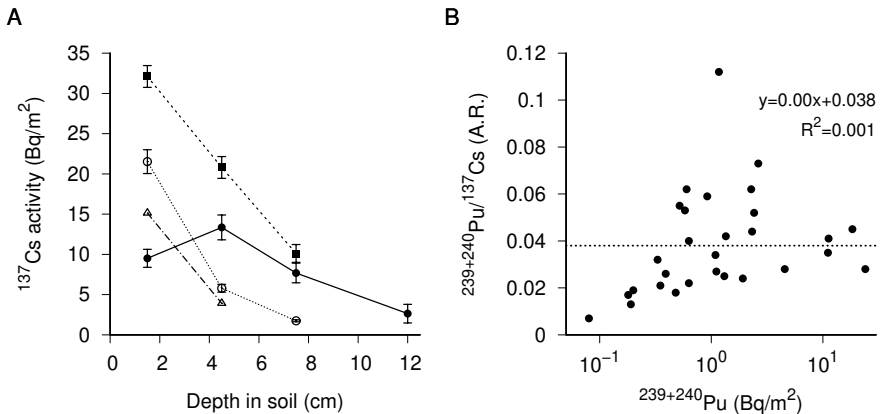 A
35
30
25
20
15
10
5
0
0 2 4 6 8 10 12
¹³⁷Cs activity (Bq/m²)
Depth in soil (cm)
B
0.12
0.1
0.08
0.06
0.04
0.02
0
10⁻¹ 10⁰ 10¹
²³⁹⁺²⁴⁰Pu/¹³⁷Cs (A.R.)
²³⁹⁺²⁴⁰Pu (Bq/m²)
y=0.00x+0.038
R²=0.001